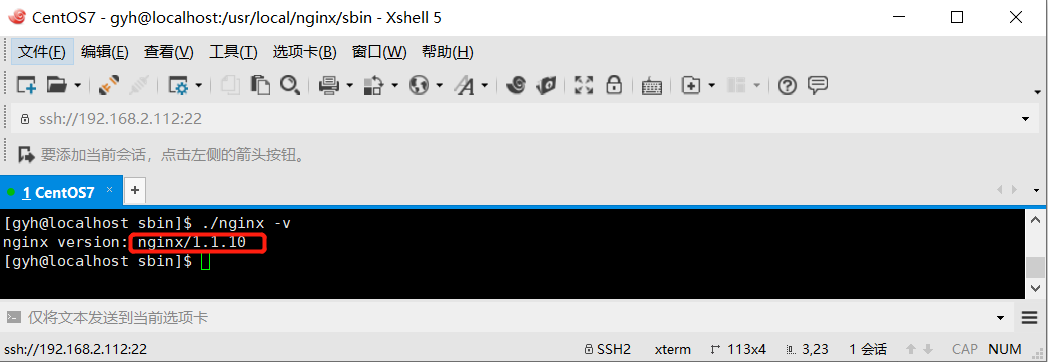 CentOS7 - gyh@localhost:/usr/local/nginx/sbin - Xshell 5
文件(F) 编辑(E) 查看(V) 工具(T) 选项卡(B) 窗口(W) 帮助(H)
ssh://192.168.2.112:22
要添加当前会话，点击左侧的箭头按钮。
1 CentOS7 × +
[gyh@localhost sbin]$ ./nginx -v
nginx version: nginx/1.1.10
[gyh@localhost sbin]$
仅将文本发送到当前选项卡
ssh://192.168.2.112:22 SSH2 xterm 113x4 3,23 1 会话 CAP NUM